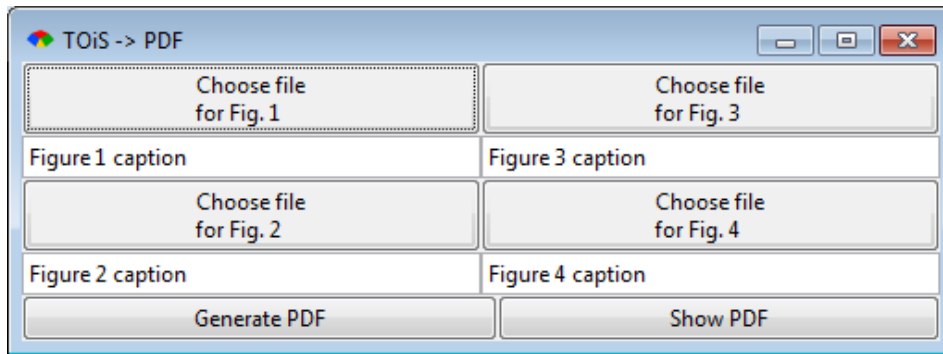 TOiS -> PDF
Choose file
for Fig. 1
Choose file
for Fig. 3
Figure 1 caption
Figure 3 caption
Choose file
for Fig. 2
Choose file
for Fig. 4
Figure 2 caption
Figure 4 caption
Generate PDF
Show PDF